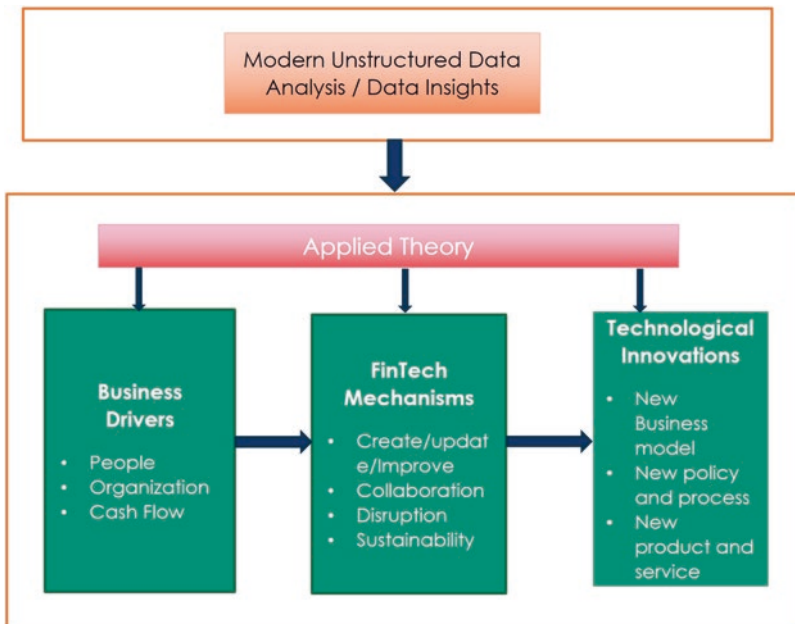 Modern Unstructured Data
Analysis / Data Insights
Applied Theory
Business
Drivers
• People
• Organization
• Cash Flow
FinTech
Mechanisms
• Create/updat
e/Improve
• Collaboration
• Disruption
• Sustainability
Technological
Innovations
• New
Business
model
• New policy
and process
• New
product and
service